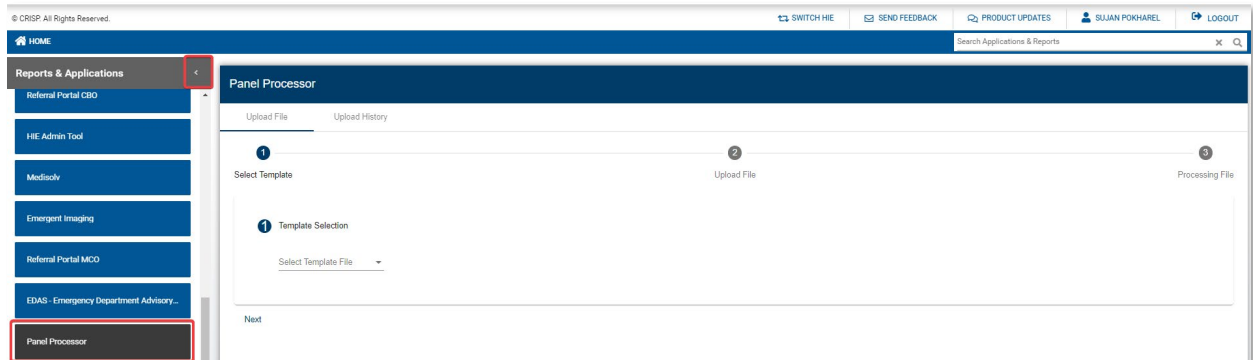 © CRISP. All Rights Reserved.
SWITCH HIE
SEND FEEDBACK
PRODUCT UPDATES
SUJAN POKHAREL
LOGOUT
HOME
Search Applications & Reports
Reports & Applications
Referral Portal CBO
HIE Admin Tool
Medisolv
Emergent Imaging
Referral Portal MCO
EDAS - Emergency Department Advisory...
Panel Processor
Panel Processor
Upload File
Upload History
1
2
3
Select Template
Upload File
Processing File
1 Template Selection
Select Template File
Next